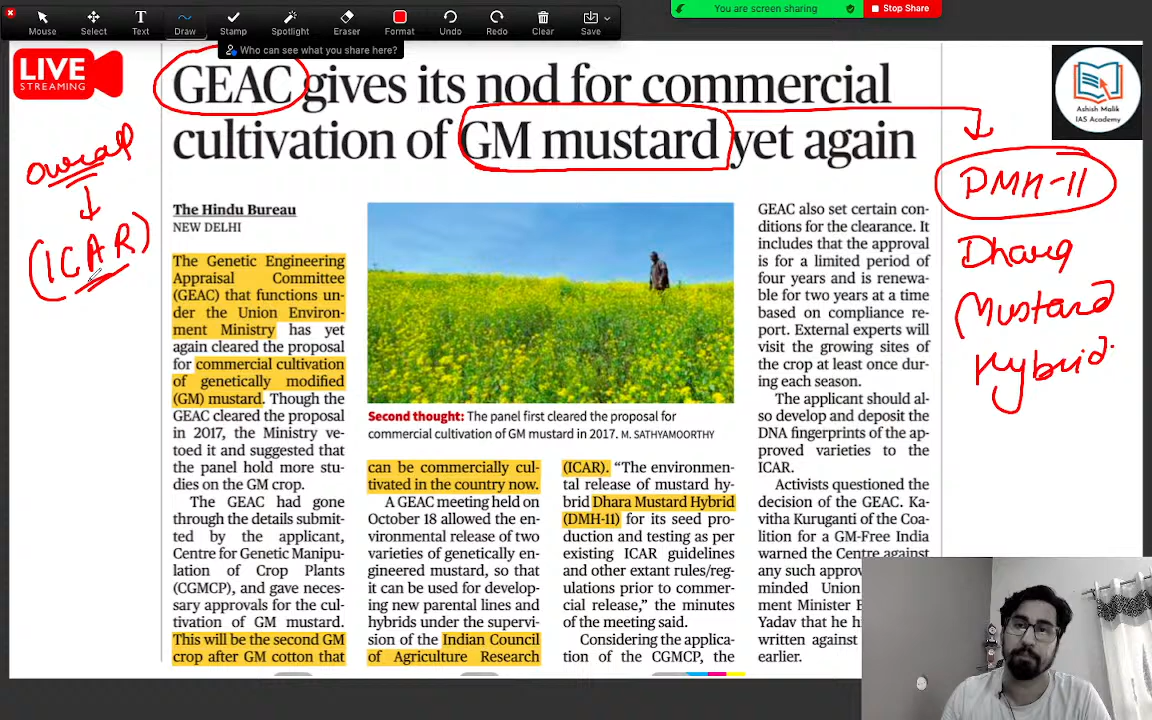 Mouse
Select
Text
Draw
Stamp
Spotlight
Eraser
Format
Undo
Redo
Clear
Save
You are screen sharing
Stop Share
Who can see what you share here?
LIVE
STREAMING
GEAC gives its nod for commercial
cultivation of GM mustard yet again
Ashish Malik
IAS Academy
overall
(ICAR)
DMH-11
Dhara
Mustard
Hybrid
The Hindu Bureau
NEW DELHI
The Genetic Engineering
Appraisal Committee
(GEAC) that functions un-
der the Union Environ-
ment Ministry has yet
again cleared the proposal
for commercial cultivation
of genetically modified
(GM) mustard. Though the
GEAC cleared the proposal
in 2017, the Ministry ve-
toed it and suggested that
the panel hold more stu-
dies on the GM crop.
The GEAC had gone
through the details submit-
ted by the applicant,
Centre for Genetic Manipu-
lation of Crop Plants
(CGMCP), and gave neces-
sary approvals for the cul-
tivation of GM mustard.
This will be the second GM
crop after GM cotton that
Second thought: The panel first cleared the proposal for
commercial cultivation of GM mustard in 2017. M. SATHYAMOORTHY
can be commercially cul-
tivated in the country now.
A GEAC meeting held on
October 18 allowed the en-
vironmental release of two
varieties of genetically en-
gineered mustard, so that
it can be used for develop-
ing new parental lines and
hybrids under the supervi-
sion of the Indian Council
of Agriculture Research
(ICAR). “The environmen-
tal release of mustard hy-
brid Dhara Mustard Hybrid
(DMH-11) for its seed pro-
duction and testing as per
existing ICAR guidelines
and other extant rules/reg-
ulations prior to commer-
cial release,” the minutes
of the meeting said.
Considering the applica-
tion of the CGMCP, the
GEAC also set certain con-
ditions for the clearance. It
includes that the approval
is for a limited period of
four years and is renewa-
ble for two years at a time
based on compliance re-
port. External experts will
visit the growing sites of
the crop at least once dur-
ing each season.
The applicant should al-
so develop and deposit the
DNA fingerprints of the ap-
proved varieties to the
ICAR.
Activists questioned the
decision of the GEAC. Ka-
vitha Kuruganti of the Coa-
lition for a GM-Free India
warned the Centre against
any such approv
minded Union
ment Minister
Yadav that he h
written against
earlier.